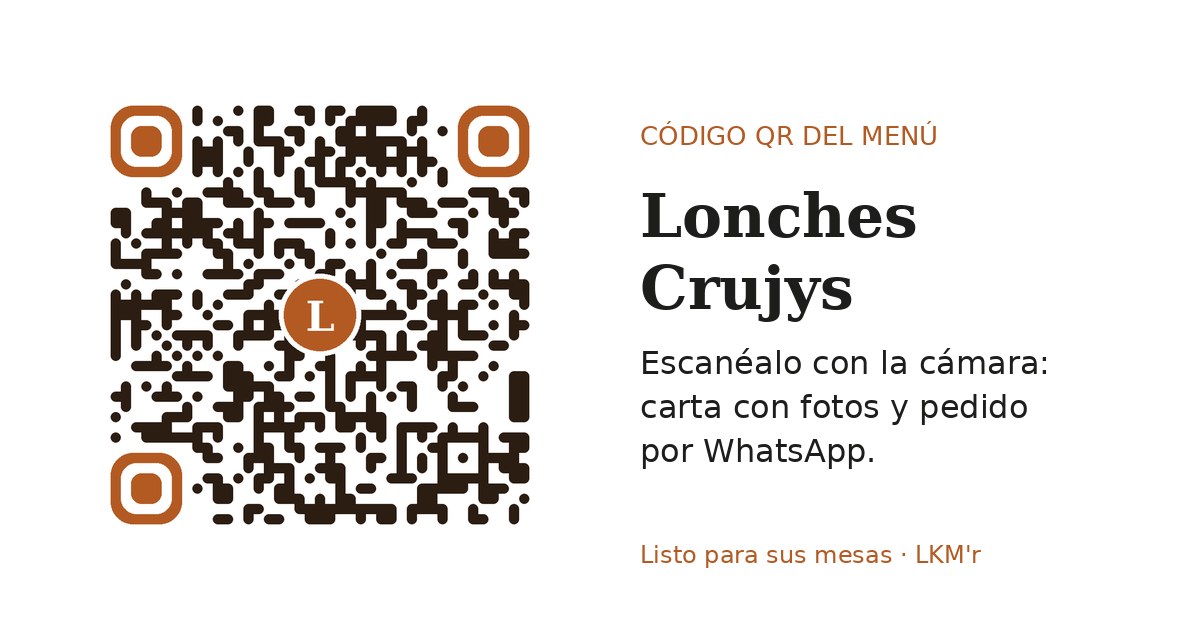 L
CÓDIGO QR DEL MENÚ
Lonches
Crujys
Escanéalo con la cámara:
carta con fotos y pedido
por WhatsApp.
Listo para sus mesas · LKM'r